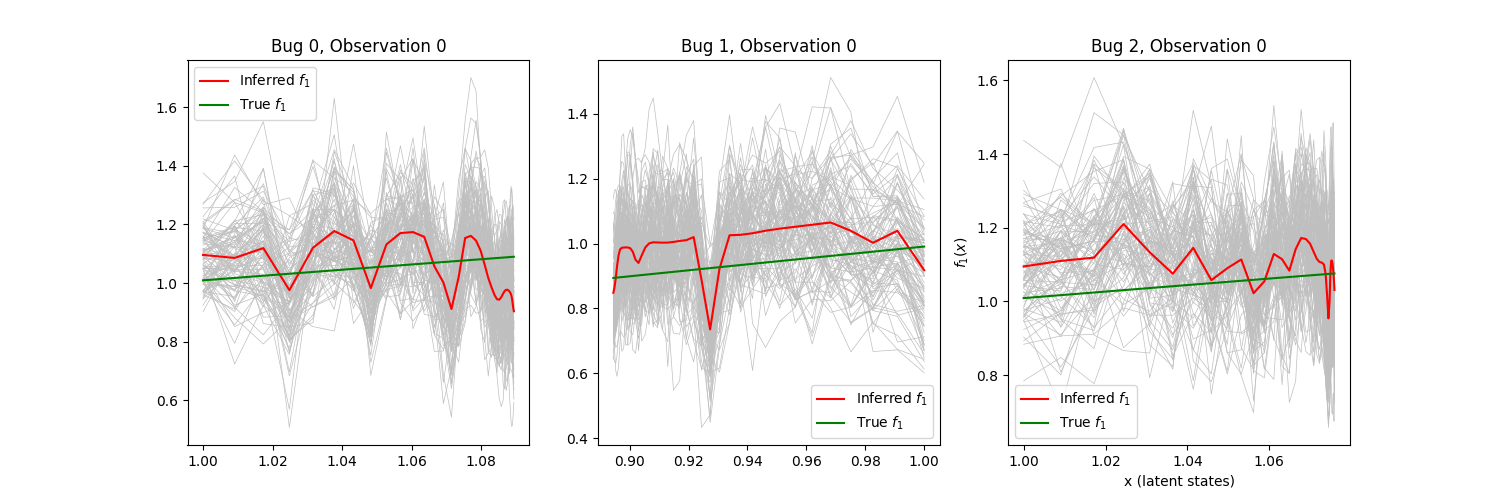 Bug 0, Observation 0
Inferred f₁
True f₁
1.6
1.4
1.2
1.0
0.8
0.6
1.00 1.02 1.04 1.06 1.08
Bug 1, Observation 0
1.4
1.2
1.0
0.8
0.6
0.4
Inferred f₁
True f₁
0.90 0.92 0.94 0.96 0.98 1.00
Bug 2, Observation 0
f₁(x)
1.6
1.4
1.2
1.0
0.8
Inferred f₁
True f₁
1.00 1.02 1.04 1.06
x (latent states)